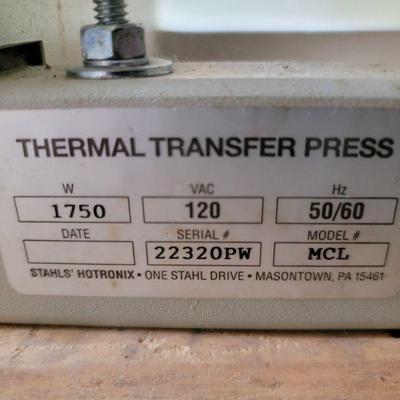 THERMAL TRANSFER PRESS
W VAC Hz
1750 120 50/60
DATE SERIAL # MODEL #
22320PW MCL
STAHLS' HOTRONIX • ONE STAHL DRIVE • MASONTOWN, PA 15461